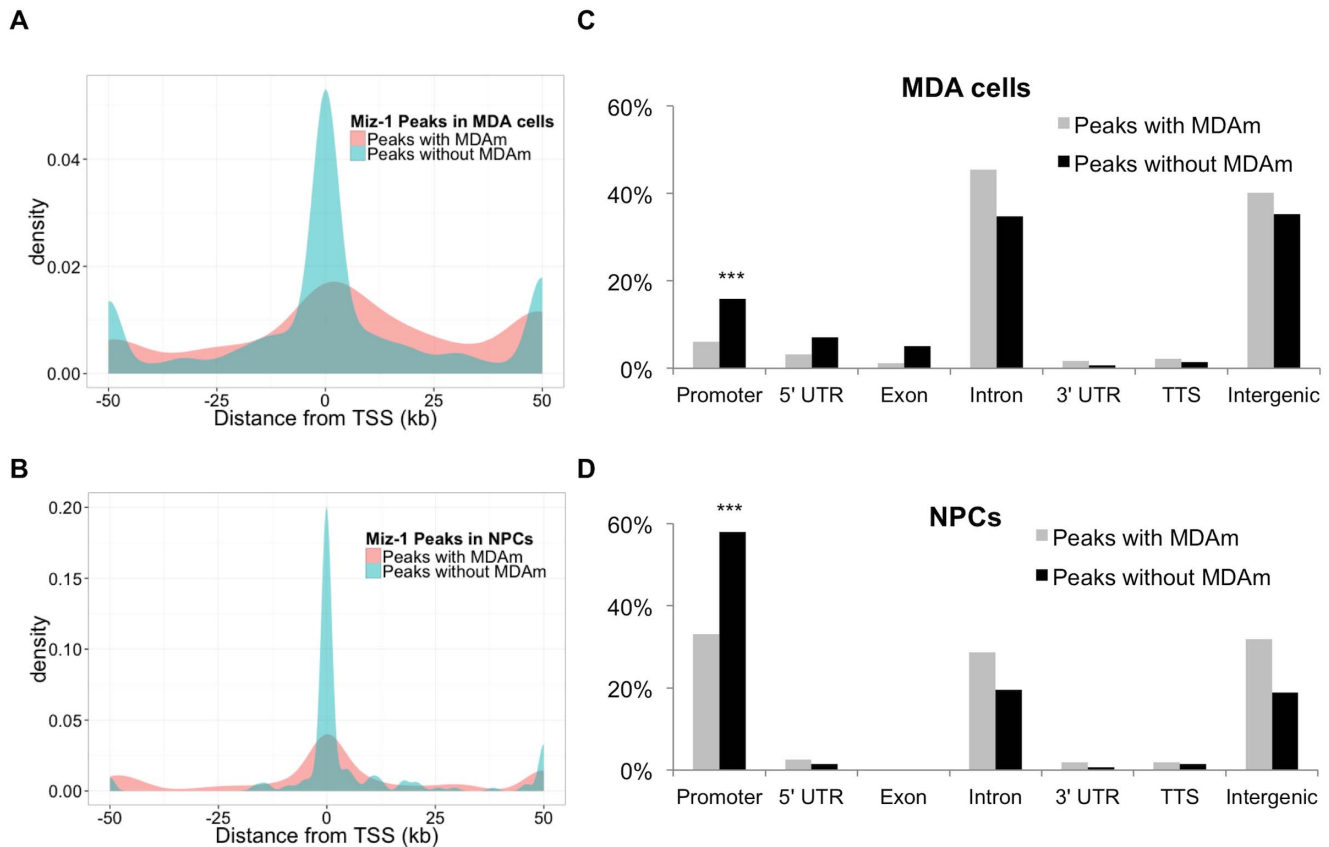 A
Miz-1 Peaks in MDA cells
Peaks with MDAm
Peaks without MDAm
density
0.04
0.02
0.00
-50 -25 0 25 50
Distance from TSS (kb)
B
Miz-1 Peaks in NPCs
Peaks with MDAm
Peaks without MDAm
density
0.20
0.15
0.10
0.05
0.00
-50 -25 0 25 50
Distance from TSS (kb)
C
MDA cells
Peaks with MDAm
Peaks without MDAm
60%
40%
20%
0%
***
Promoter 5' UTR Exon Intron 3' UTR TTS Intergenic
D
NPCs
Peaks with MDAm
Peaks without MDAm
***
60%
40%
20%
0%
Promoter 5' UTR Exon Intron 3' UTR TTS Intergenic